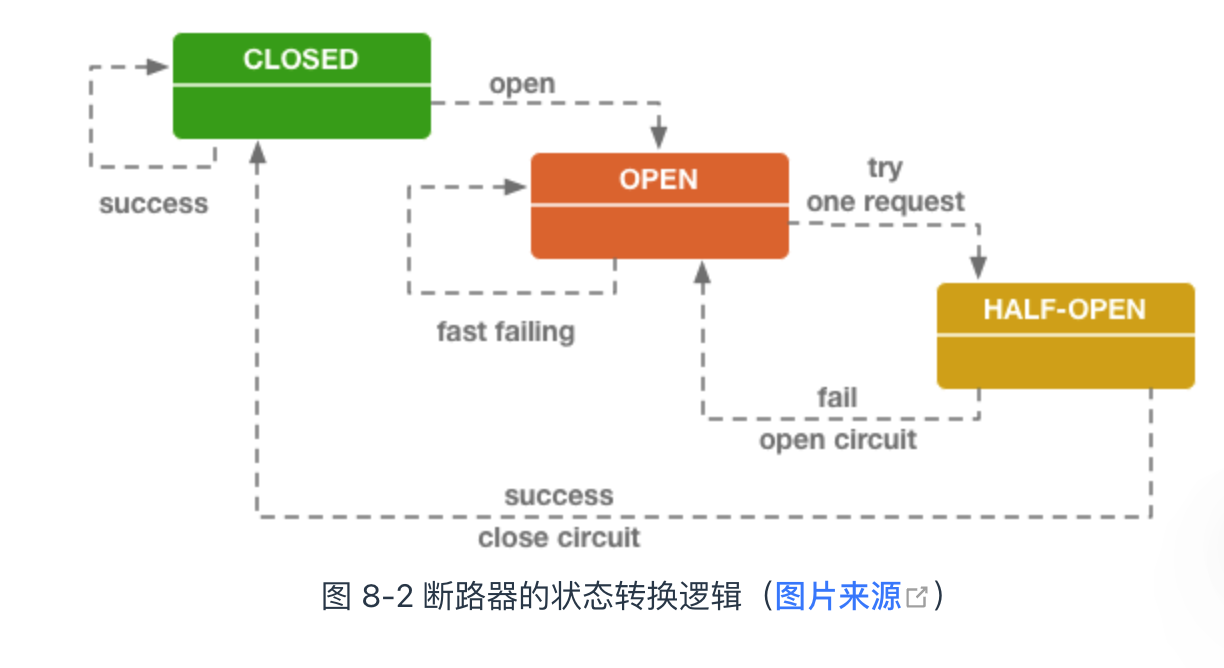 CLOSED
open
success
OPEN
try
one request
fast failing
HALF-OPEN
fail
open circuit
success
close circuit
图 8-2 断路器的状态转换逻辑（图片来源）